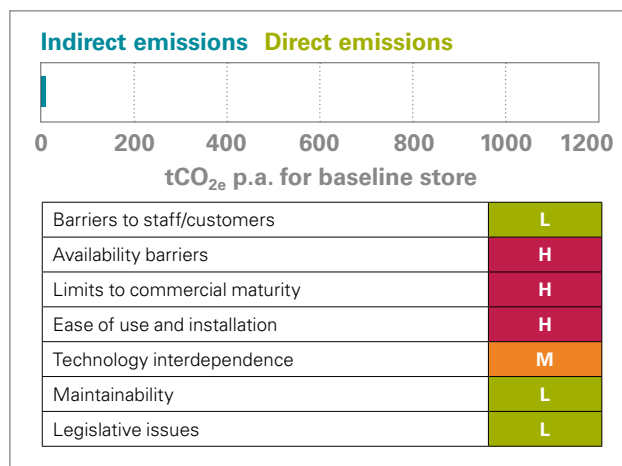 Indirect emissions Direct emissions
0 200 400 600 800 1000 1200
tCO2e p.a. for baseline store
Barriers to staff/customers L
Availability barriers H
Limits to commercial maturity H
Ease of use and installation H
Technology interdependence M
Maintainability L
Legislative issues L